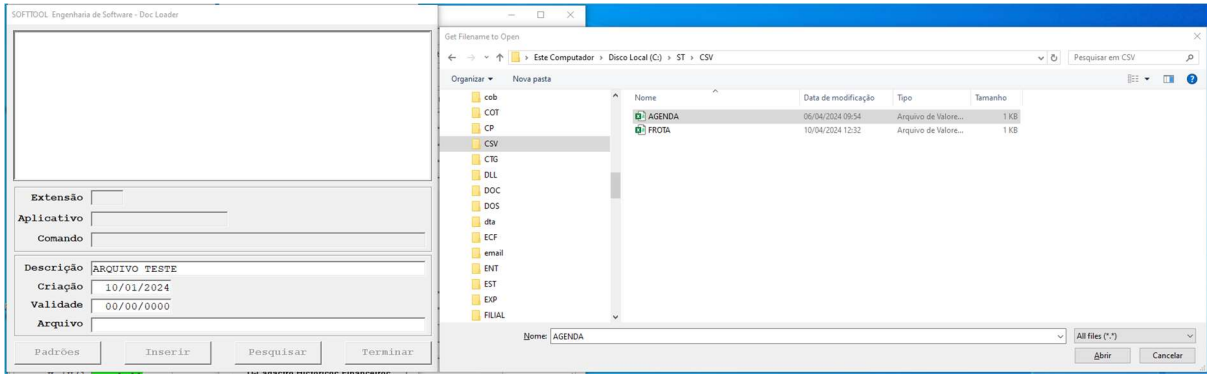 SOFTTOOL Engenharia de Software - Doc Loader
Extensão
Aplicativo
Comando
Descrição ARQUIVO TESTE
Criação 10/01/2024
Validade 00/00/0000
Arquivo
Padrões Inserir Pesquisar Terminar
Get Filename to Open
Este Computador > Disco Local (C:) > ST > CSV
Pesquisar em CSV
Organizar Nova pasta
cob
COT
CP
CSV
CTG
DLL
DOC
DOS
dta
ECF
email
ENT
EST
EXP
FILIAL
Nome Data de modificação Tipo Tamanho
AGENDA 06/04/2024 09:54 Arquivo de Valore... 1 KB
FROTA 10/04/2024 12:32 Arquivo de Valore... 1 KB
Nome: AGENDA
All files (*.*)
Abrir Cancelar